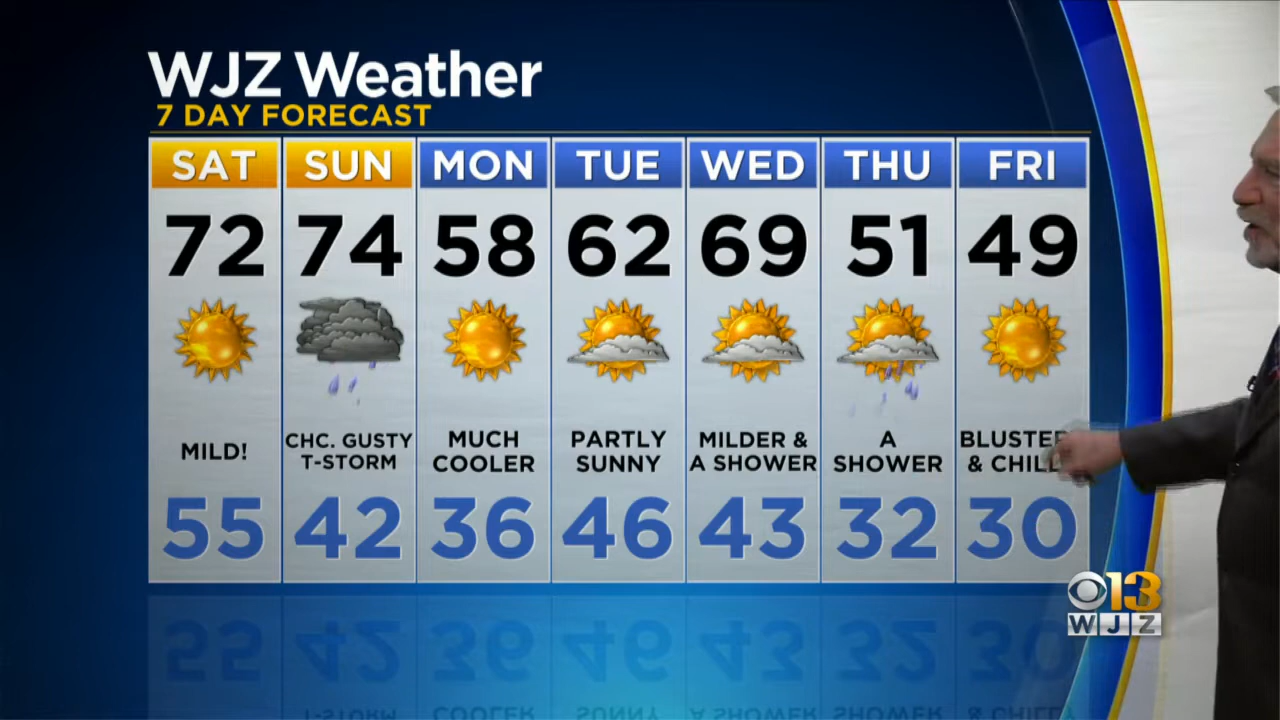 WJZ Weather
7 DAY FORECAST
SAT SUN MON TUE WED THU FRI
72 74 58 62 69 51 49
MILD!
CHC. GUSTY
T-STORM
MUCH
COOLER
PARTLY
SUNNY
MILDER &
A SHOWER
A
SHOWER
& CHILL
55 42 36 46 43 32 30
13
WJZ